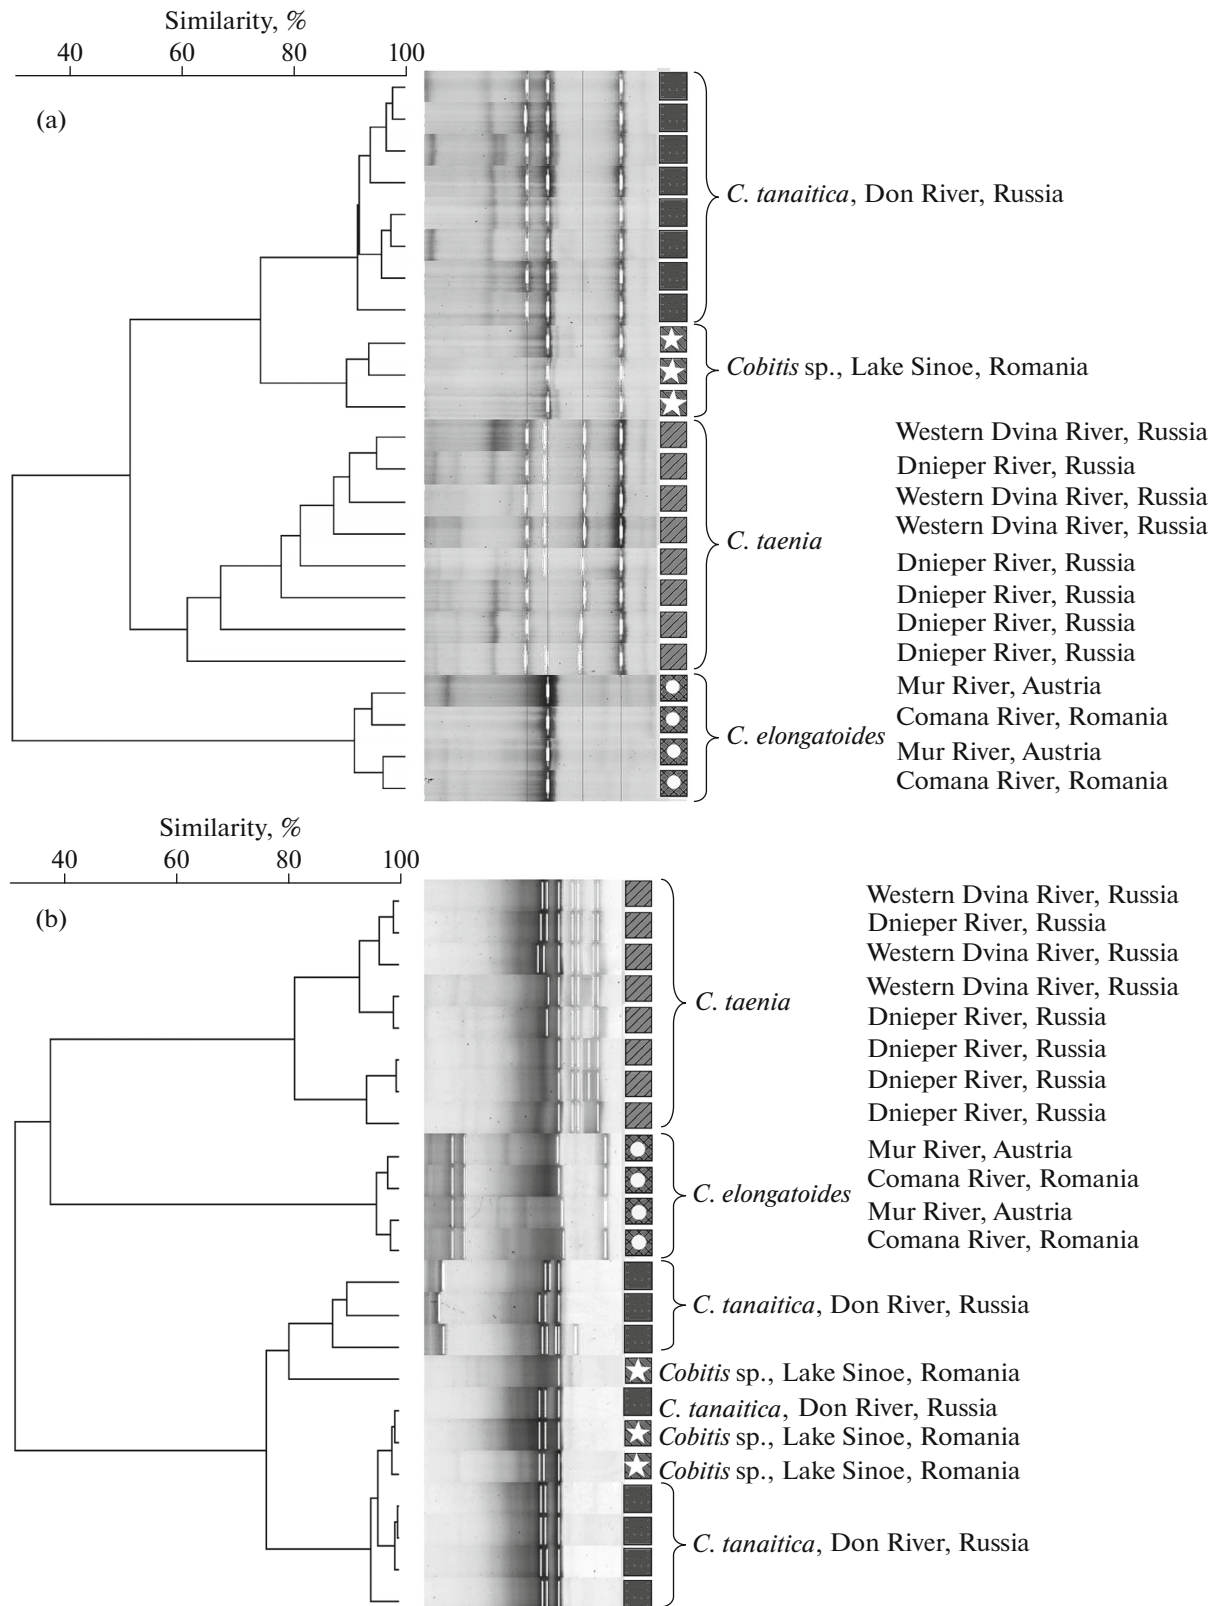 Similarity, %
40 60 80 100
(a)
C. tanaitica, Don River, Russia
Cobitis sp., Lake Sinoe, Romania
C. taenia
Western Dvina River, Russia
Dnieper River, Russia
Western Dvina River, Russia
Western Dvina River, Russia
Dnieper River, Russia
Dnieper River, Russia
Dnieper River, Russia
Dnieper River, Russia
C. elongatoides
Mur River, Austria
Comana River, Romania
Mur River, Austria
Comana River, Romania
Similarity, %
40 60 80 100
(b)
C. taenia
Western Dvina River, Russia
Dnieper River, Russia
Western Dvina River, Russia
Western Dvina River, Russia
Dnieper River, Russia
Dnieper River, Russia
Dnieper River, Russia
Dnieper River, Russia
C. elongatoides
Mur River, Austria
Comana River, Romania
Mur River, Austria
Comana River, Romania
C. tanaitica, Don River, Russia
Cobitis sp., Lake Sinoe, Romania
C. tanaitica, Don River, Russia
Cobitis sp., Lake Sinoe, Romania
Cobitis sp., Lake Sinoe, Romania
C. tanaitica, Don River, Russia